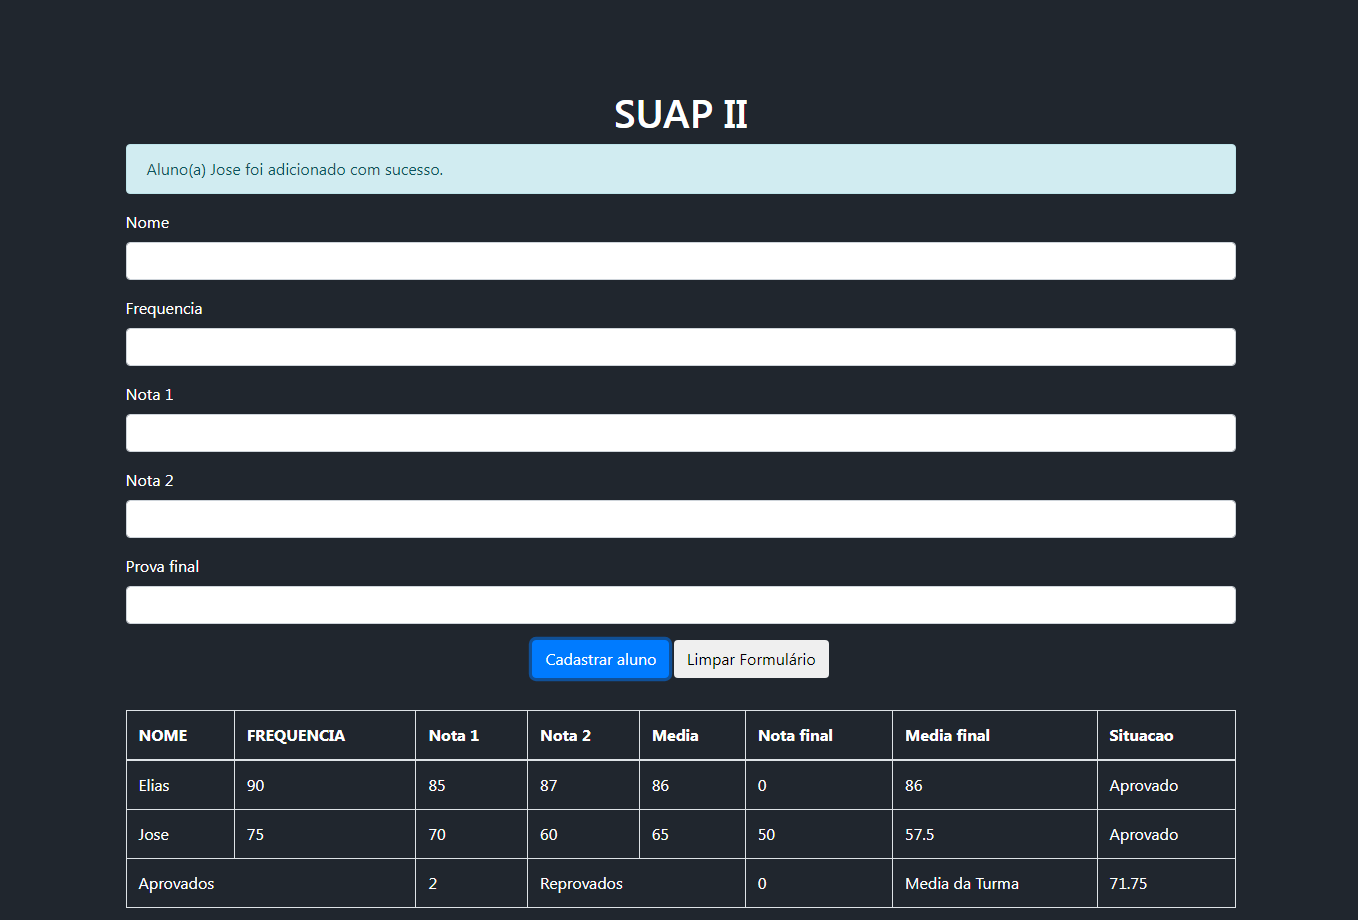 SUAP II
Aluno(a) Jose foi adicionado com sucesso.
Nome
Frequencia
Nota 1
Nota 2
Prova final
Cadastrar aluno Limpar Formulário
NOME FREQUENCIA Nota 1 Nota 2 Media Nota final Media final Situacao
Elias 90 85 87 86 0 86 Aprovado
Jose 75 70 60 65 50 57.5 Aprovado
Aprovados 2 Reprovados 0 Media da Turma 71.75